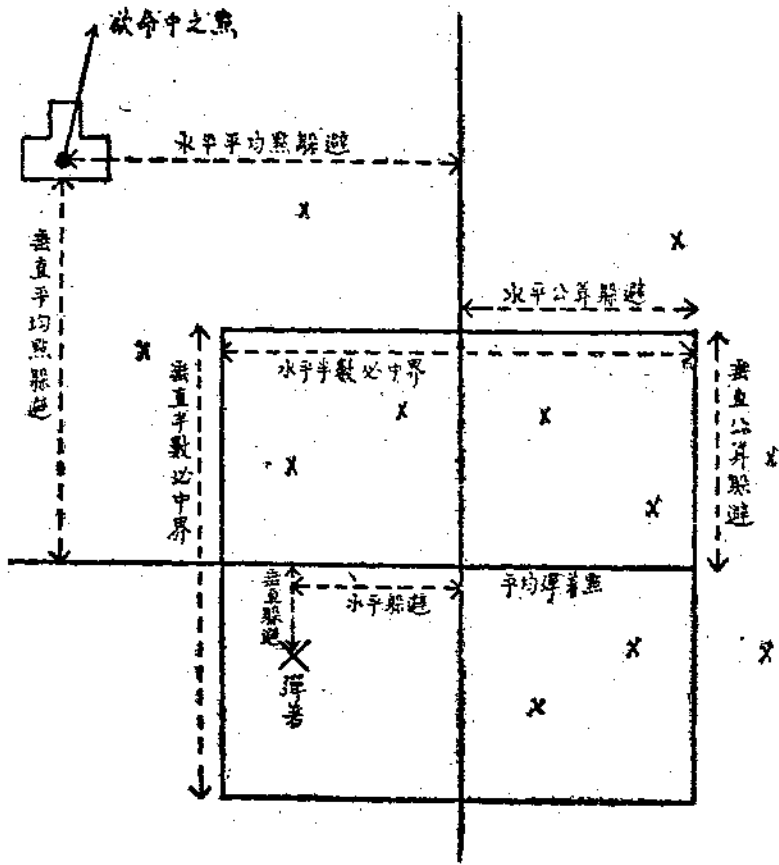 欲命中之點
水平平均點躲避
垂直平均點躲避
水平公算躲避
水平半數必中界
垂直半數必中界
垂直公算躲避
平均彈着點
垂直躲避
水平躲避
彈着